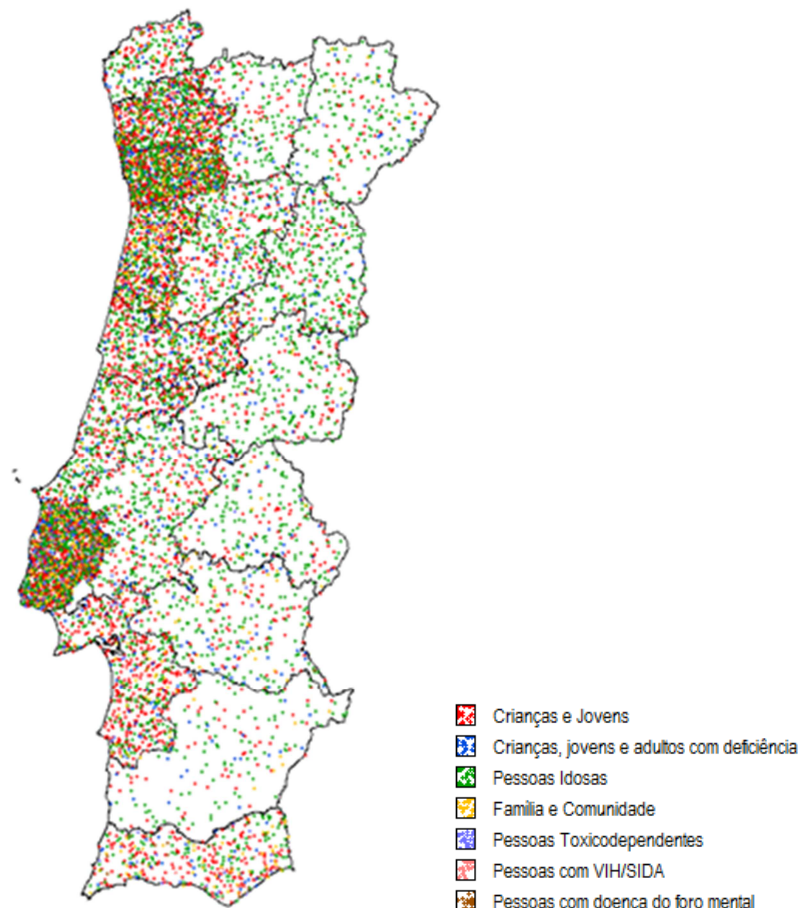 Crianças e Jovens
Crianças, jovens e adultos com deficiência
Pessoas Idosas
Família e Comunidade
Pessoas Toxicodependentes
Pessoas com VIH/SIDA
Pessoas com doença do foro mental